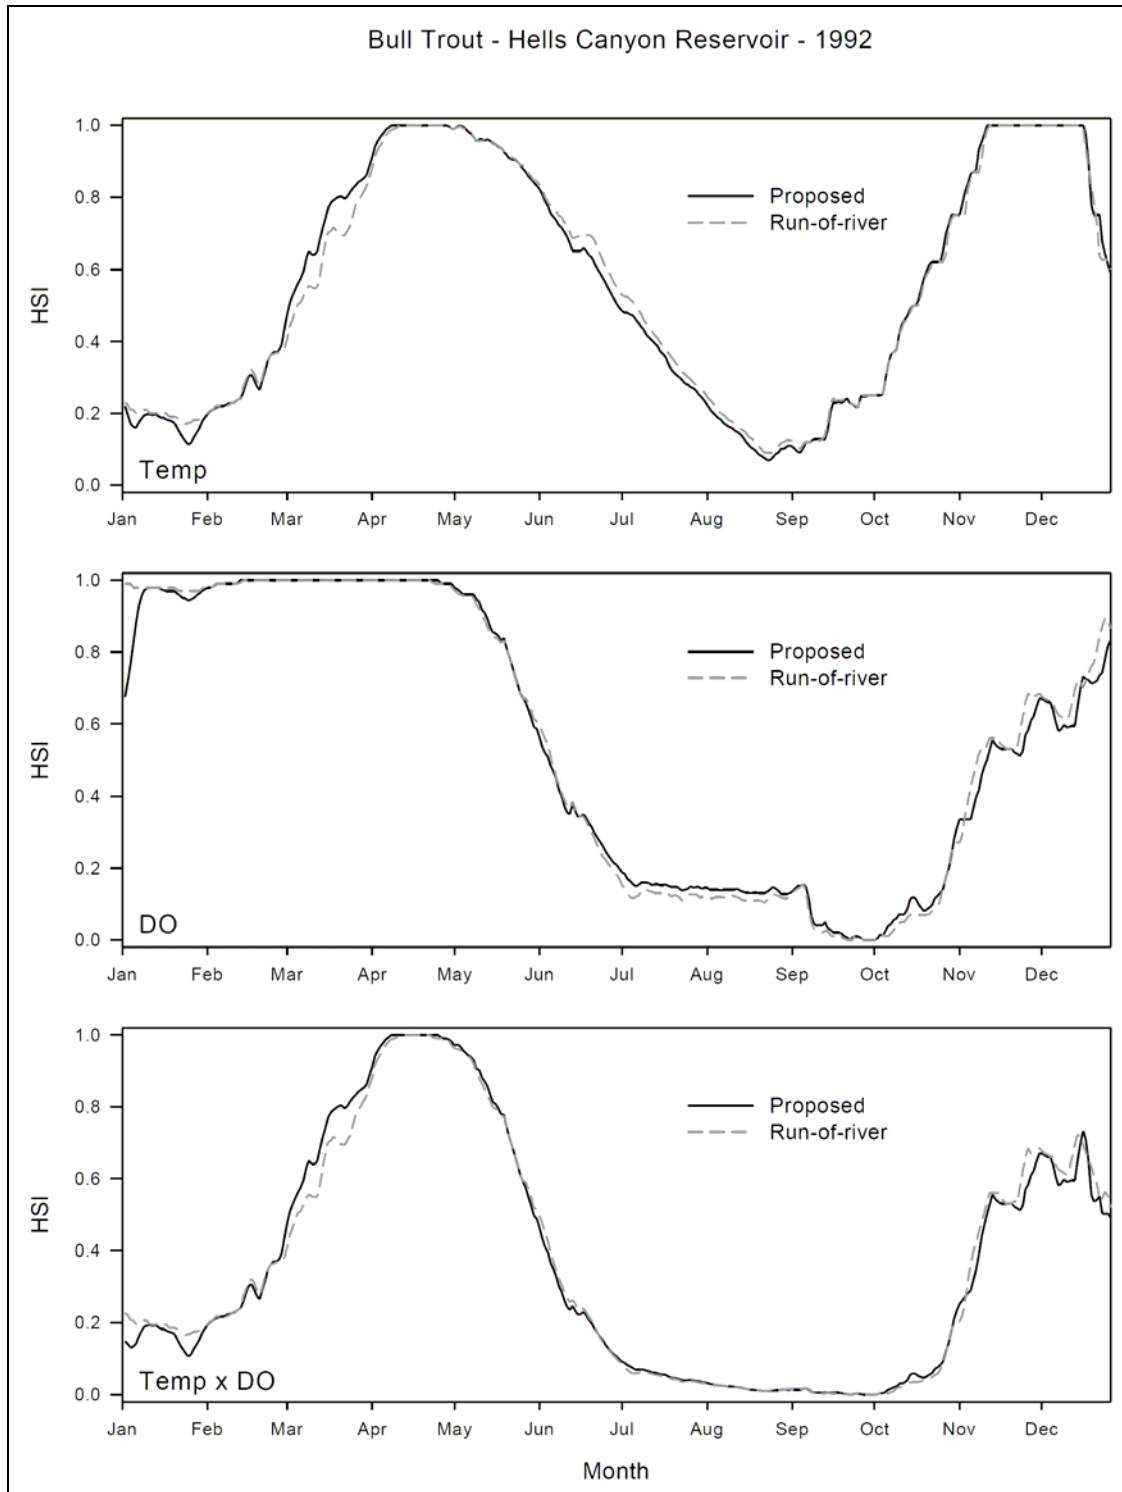 Bull Trout - Hells Canyon Reservoir - 1992
1.0
0.8
0.6
0.4
0.2
0.0
HSI
Proposed
Run-of-river
Temp
Jan Feb Mar Apr May Jun Jul Aug Sep Oct Nov Dec
1.0
0.8
0.6
0.4
0.2
0.0
HSI
Proposed
Run-of-river
DO
Jan Feb Mar Apr May Jun Jul Aug Sep Oct Nov Dec
1.0
0.8
0.6
0.4
0.2
0.0
HSI
Proposed
Run-of-river
Temp x DO
Jan Feb Mar Apr May Jun Jul Aug Sep Oct Nov Dec
Month